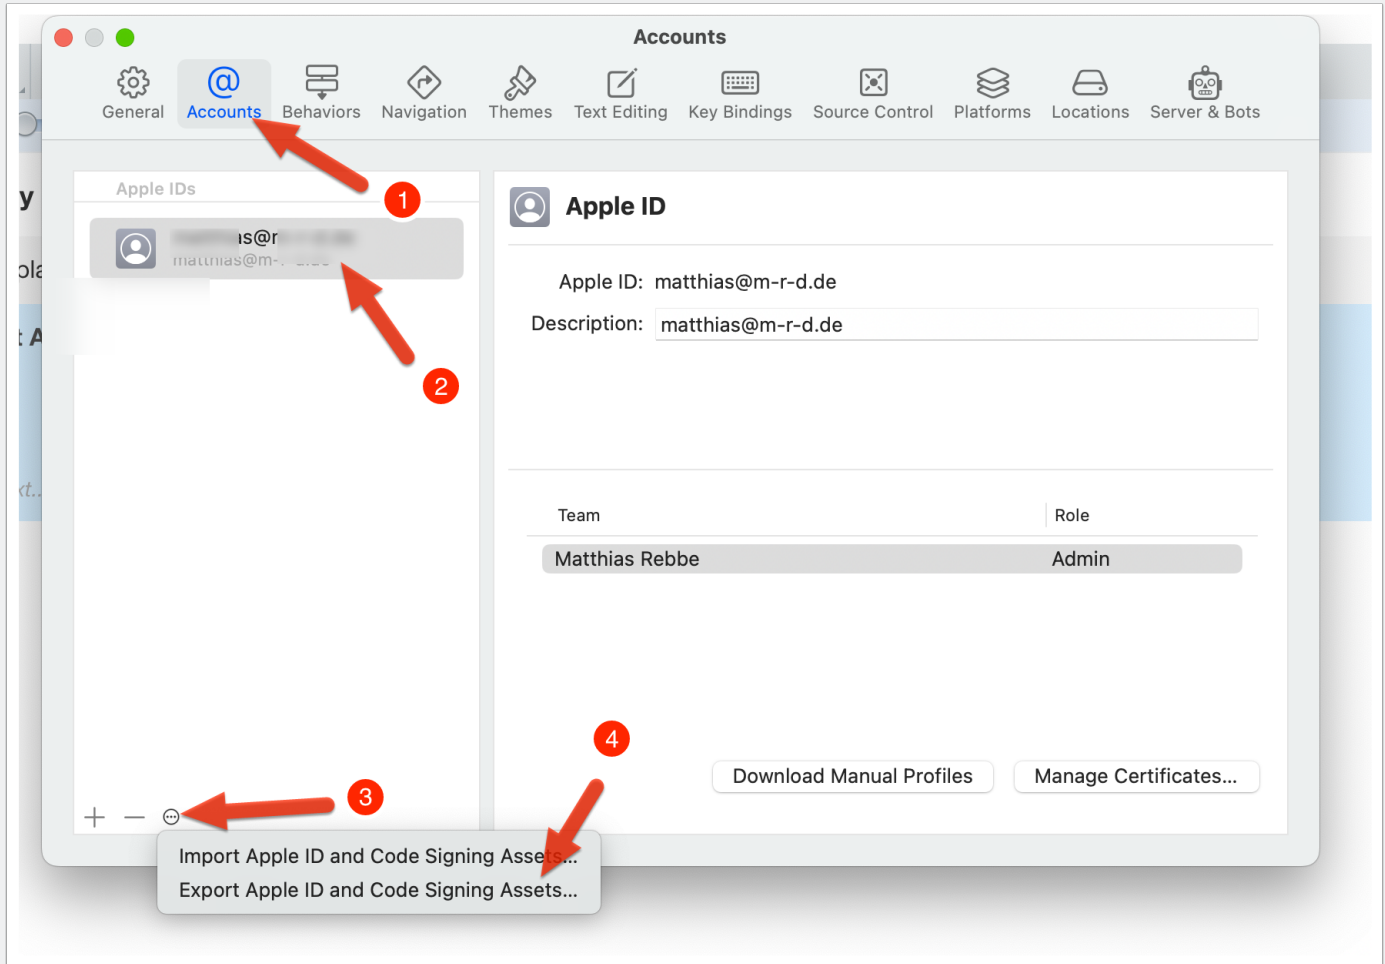 Accounts
General
Accounts
Behaviors
Navigation
Themes
Text Editing
Key Bindings
Source Control
Platforms
Locations
Server & Bots
1
y
Apple IDs
Apple ID
matthias@m-
Apple ID: matthias@m-r-d.de
Description: matthias@m-r-d.de
2
Team Role
Matthias Rebbe Admin
4
Download Manual Profiles
Manage Certificates...
3
Import Apple ID and Code Signing Assets...
Export Apple ID and Code Signing Assets...